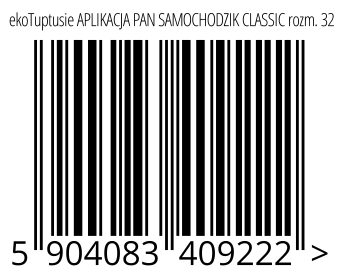 ekoTuptusie APLIKACJA PAN SAMOCHODZIK CLASSIC rozm. 32
5 904083 409222 >